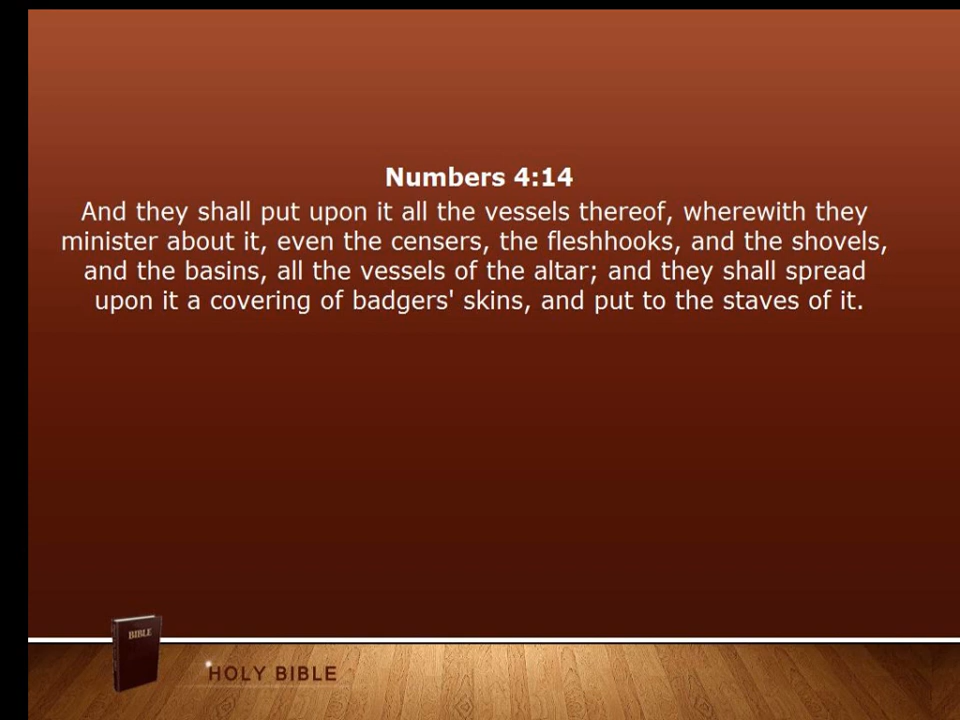 Numbers 4:14
And they shall put upon it all the vessels thereof, wherewith they
minister about it, even the censers, the fleshhooks, and the shovels,
and the basins, all the vessels of the altar; and they shall spread
upon it a covering of badgers' skins, and put to the staves of it.
BIBLE
HOLY BIBLE